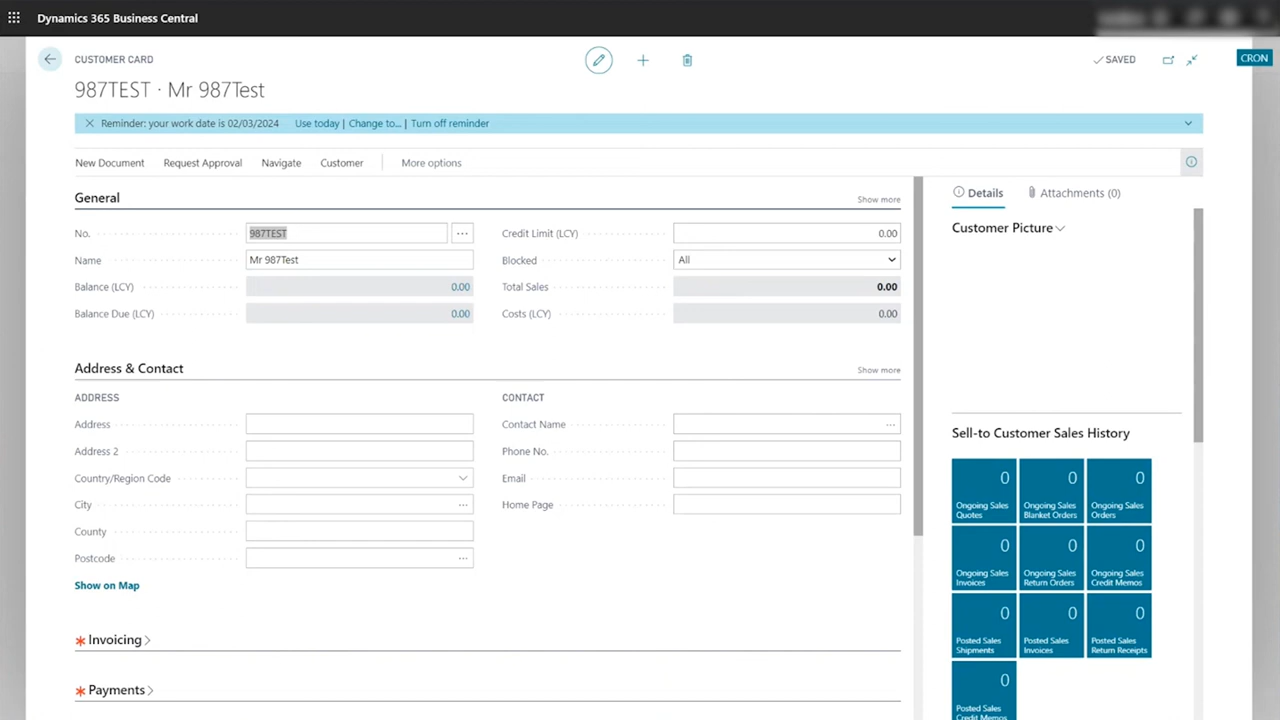 Dynamics 365 Business Central
CUSTOMER CARD
SAVED
CRON
987TEST · Mr 987Test
Reminder: your work date is 02/03/2024 Use today | Change to... | Turn off reminder
New Document Request Approval Navigate Customer More options
General Show more
No. 987TEST ...
Name Mr 987Test
Balance (LCY) 0.00
Balance Due (LCY) 0.00
Credit Limit (LCY) 0.00
Blocked All
Total Sales 0.00
Costs (LCY) 0.00
Address & Contact Show more
ADDRESS
Address
Address 2
Country/Region Code
City ...
County
Postcode ...
Show on Map
CONTACT
Contact Name ...
Phone No.
Email
Home Page
Invoicing
Payments
Details Attachments (0)
Customer Picture
Sell-to Customer Sales History
0
Ongoing Sales
Quotes
0
Ongoing Sales
Blanket Orders
0
Ongoing Sales
Orders
0
Ongoing Sales
Invoices
0
Ongoing Sales
Return Orders
0
Ongoing Sales
Credit Memos
0
Posted Sales
Shipments
0
Posted Sales
Invoices
0
Posted Sales
Return Receipts
0
Posted Sales
Credit Memos